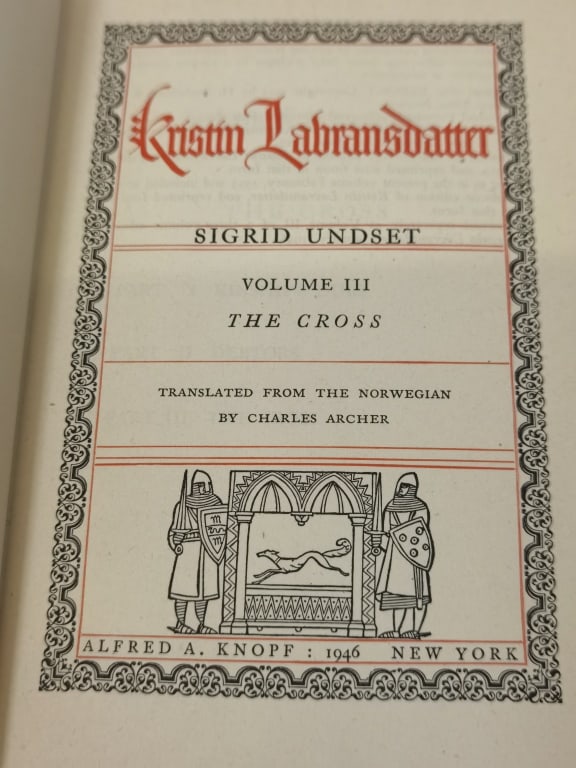 Kristin Lavransdatter
SIGRID UNDSET
VOLUME III
THE CROSS
TRANSLATED FROM THE NORWEGIAN
BY CHARLES ARCHER
ALFRED A. KNOPF : 1946 NEW YORK